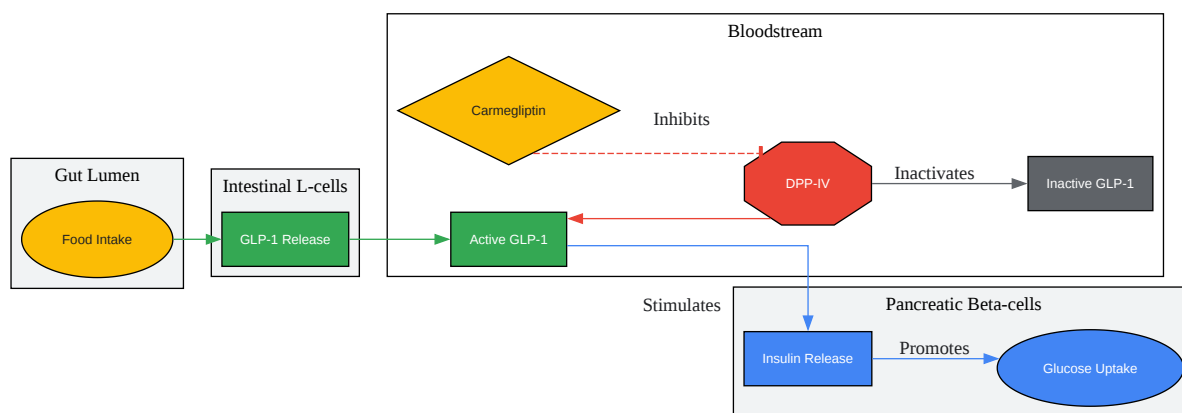 Bloodstream
Carmegliptin
Inhibits
Gut Lumen
Intestinal L-cells
DPP-IV
Inactivates
Inactive GLP-1
Food Intake
GLP-1 Release
Active GLP-1
Stimulates
Pancreatic Beta-cells
Insulin Release
Promotes
Glucose Uptake